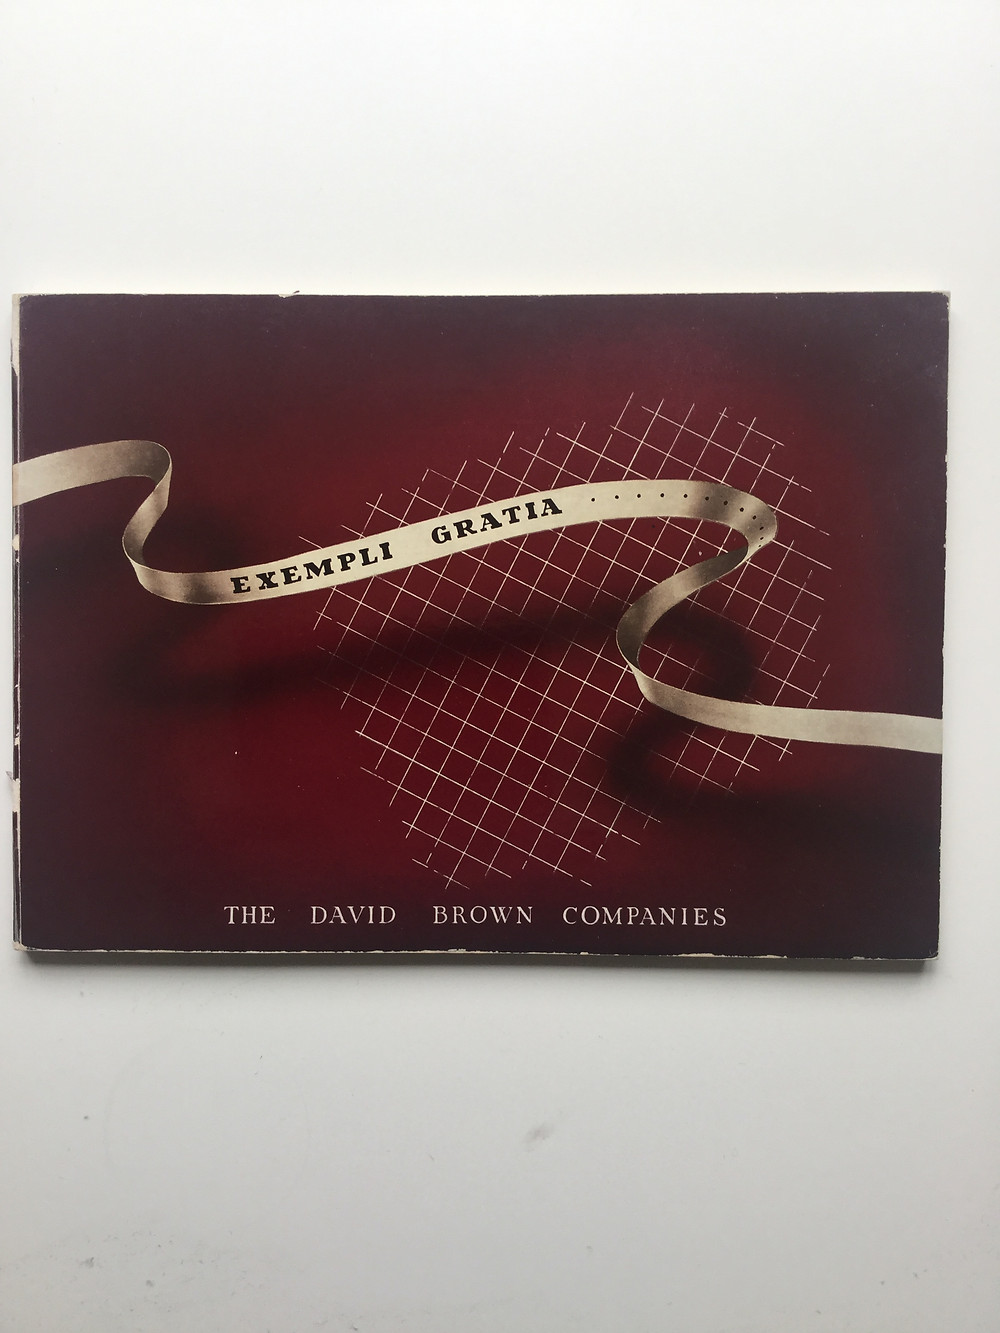 EXEMPLI GRATIA . . . . . . . . . . .
THE DAVID BROWN COMPANIES